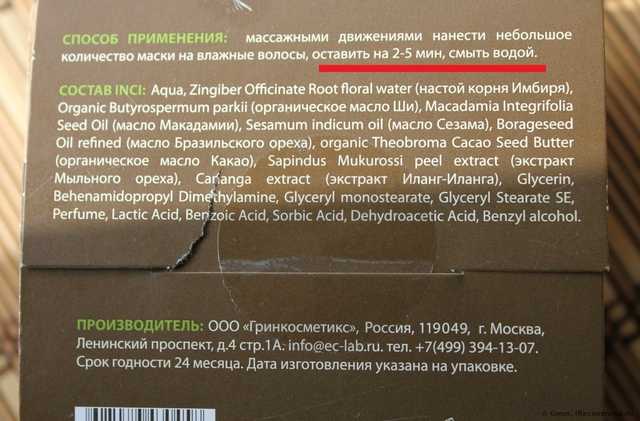 СПОСОБ ПРИМЕНЕНИЯ: массажными движениями нанести небольшое
количество маски на влажные волосы, оставить на 2-5 мин, смыть водой.
СОСТАВ INCI: Aqua, Zingiber Officinate Root floral water (настой корня Имбиря),
Organic Butyrospermum parkii (органическое масло Ши), Macadamia Integrifolia
Seed Oil (масло Макадамии), Sesamum indicum oil (масло Сезама), Borageseed
Oil refined (масло Бразильского ореха), organic Theobroma Cacao Seed Butter
(органическое масло Какао), Sapindus Mukurossi peel extract (экстракт
Мыльного ореха), Cananga extract (экстракт Иланг-Иланга), Glycerin,
Behenamidopropyl Dimethylamine, Glyceryl monostearate, Glyceryl Stearate SE,
Perfume, Lactic Acid, Benzoic Acid, Sorbic Acid, Dehydroacetic Acid, Benzyl alcohol.
ПРОИЗВОДИТЕЛЬ: ООО «Гринкосметикс», Россия, 119049, г. Москва,
Ленинский проспект, д.4 стр.1А. info@ec-lab.ru. тел. +7(499) 394-13-07.
Срок годности 24 месяца. Дата изготовления указана на упаковке.